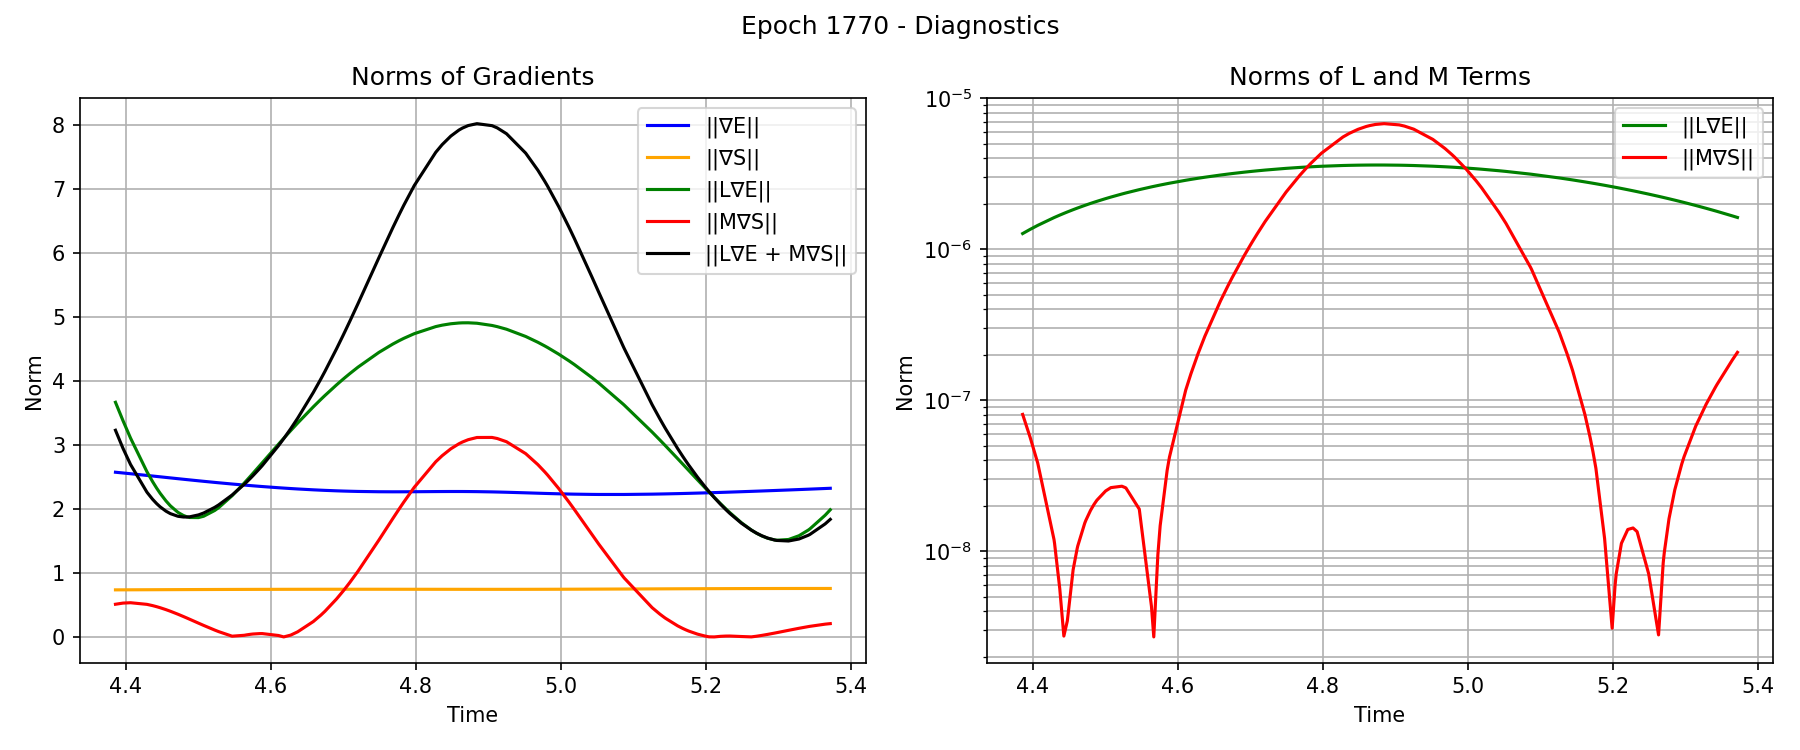 Epoch 1770 - Diagnostics
Norms of Gradients
Norm
8
7
6
5
4
3
2
1
0
||∇E||
||∇S||
||L∇E||
||M∇S||
||L∇E + M∇S||
4.4 4.6 4.8 5.0 5.2 5.4
Time
Norms of L and M Terms
Norm
10⁻⁵
10⁻⁶
10⁻⁷
10⁻⁸
||L∇E||
||M∇S||
4.4 4.6 4.8 5.0 5.2 5.4
Time